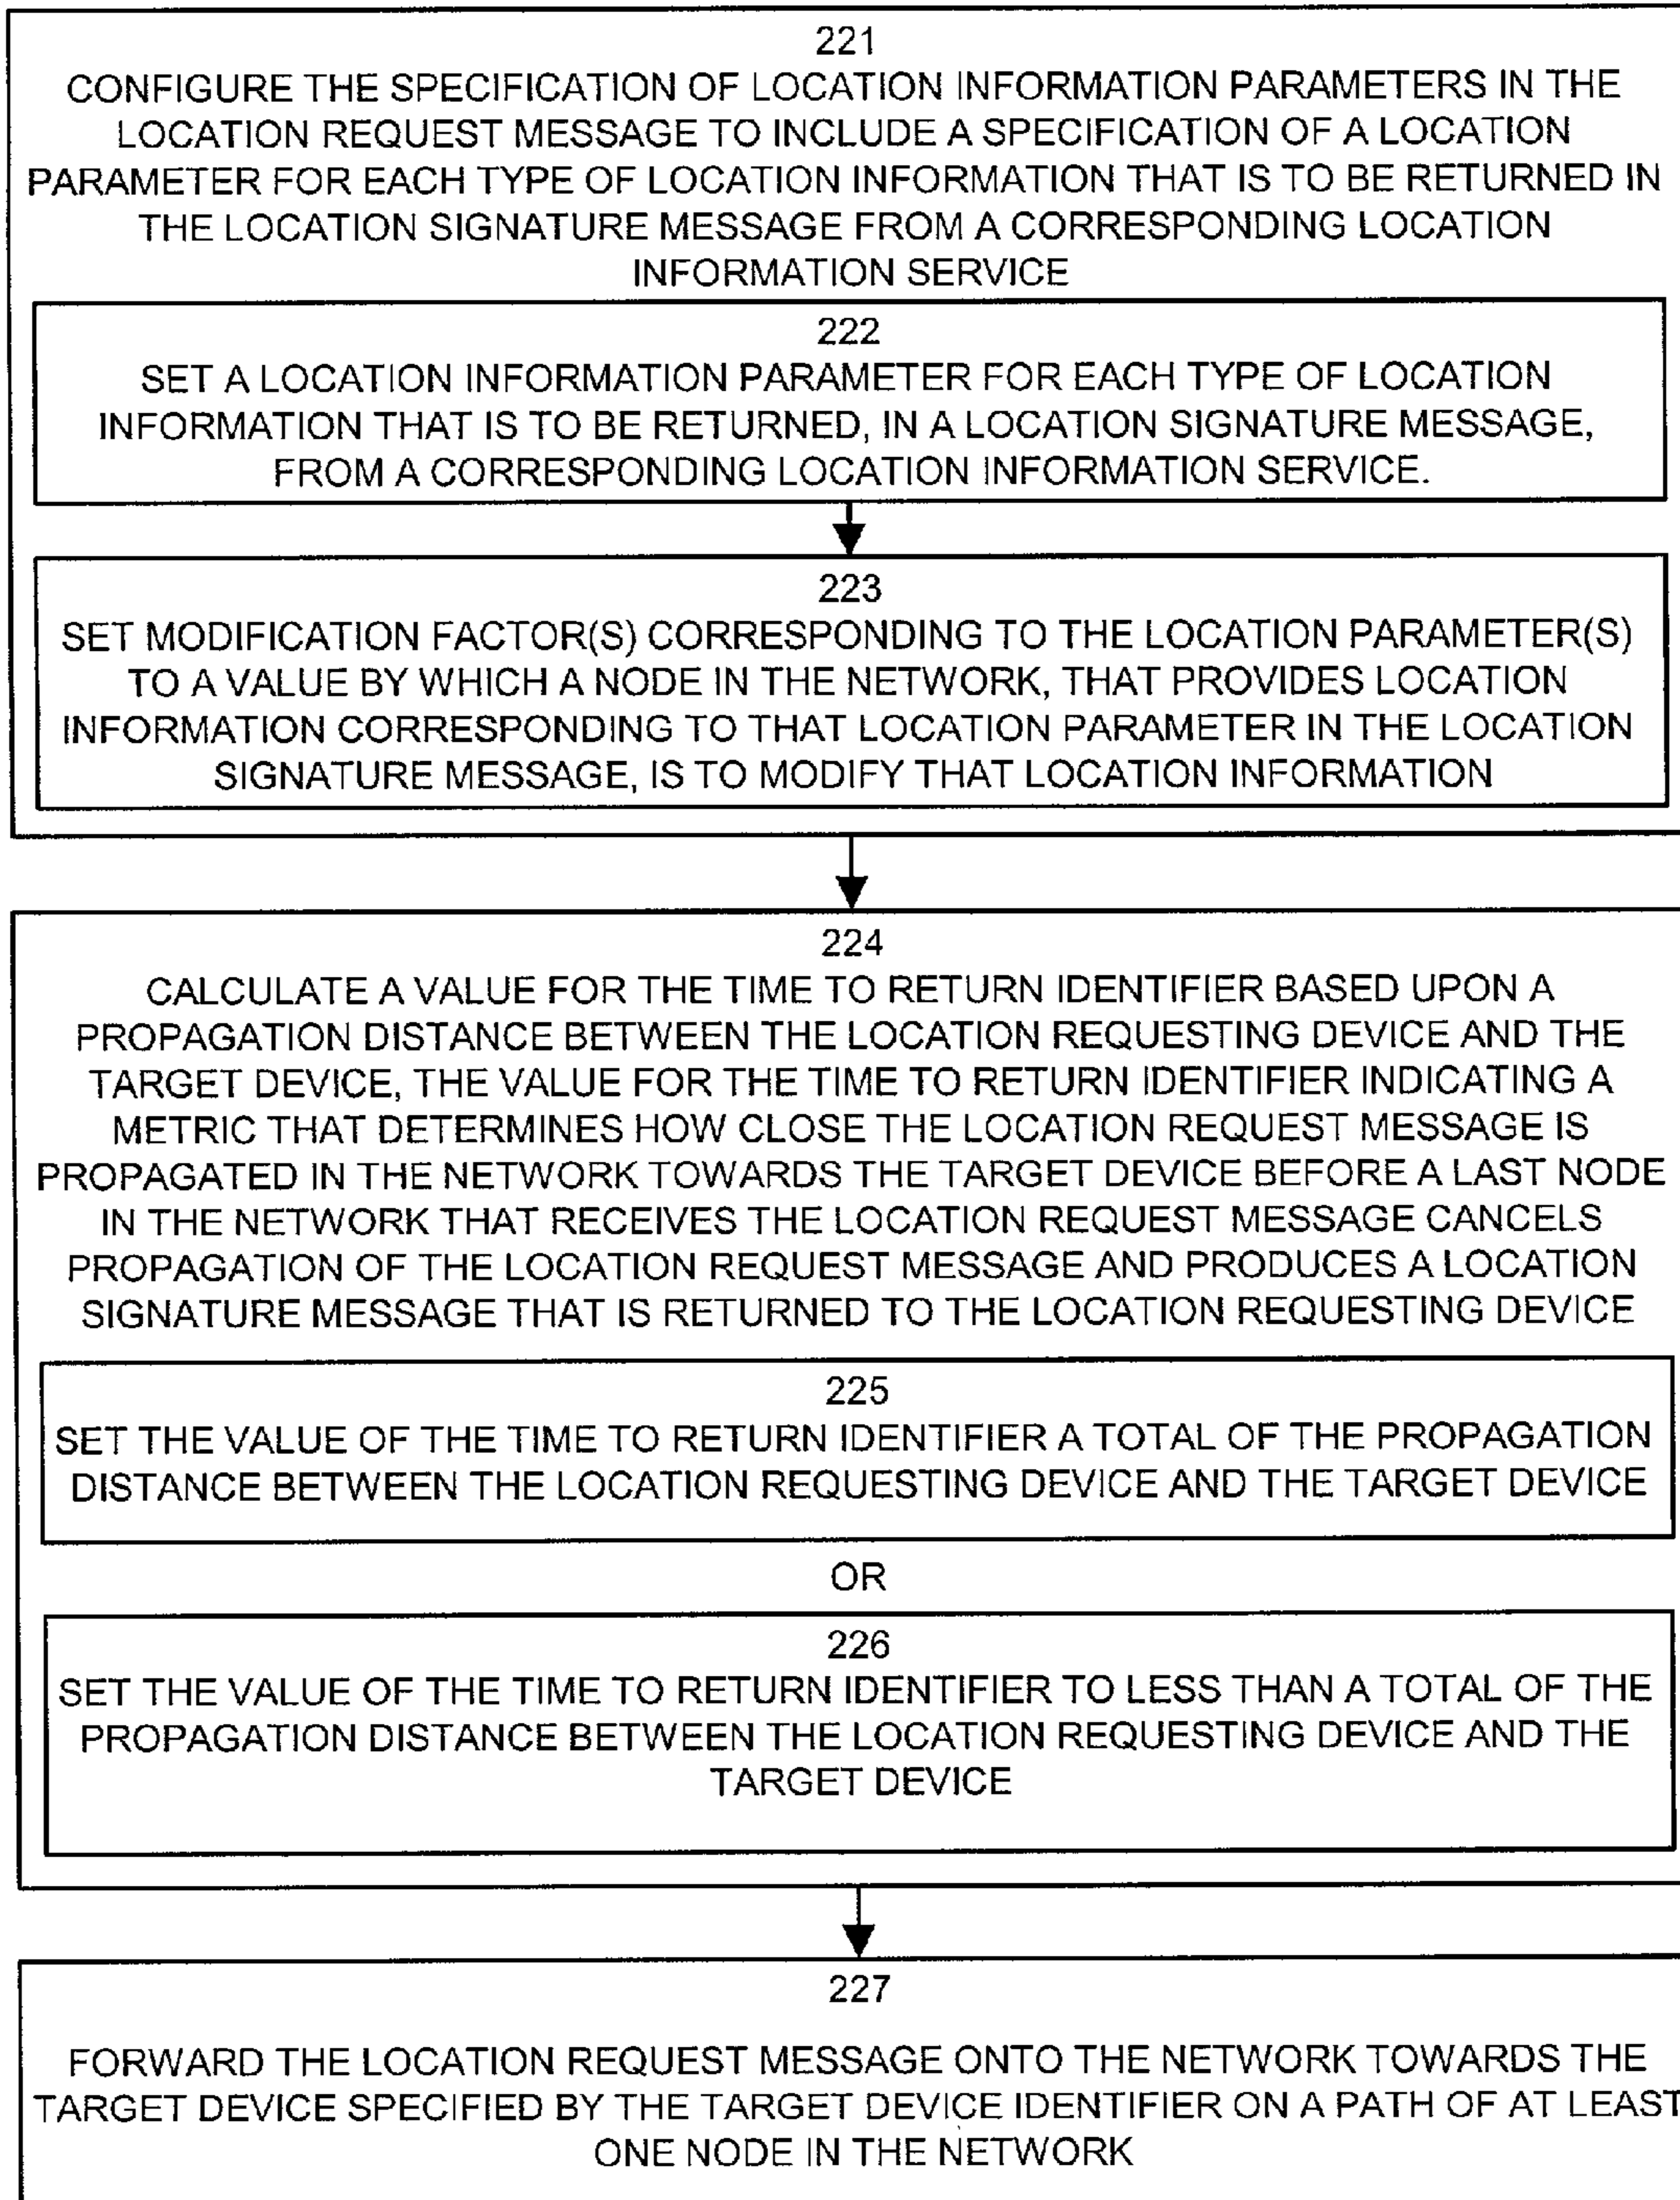 221
CONFIGURE THE SPECIFICATION OF LOCATION INFORMATION PARAMETERS IN THE
LOCATION REQUEST MESSAGE TO INCLUDE A SPECIFICATION OF A LOCATION
PARAMETER FOR EACH TYPE OF LOCATION INFORMATION THAT IS TO BE RETURNED IN
THE LOCATION SIGNATURE MESSAGE FROM A CORRESPONDING LOCATION
INFORMATION SERVICE
222
SET A LOCATION INFORMATION PARAMETER FOR EACH TYPE OF LOCATION
INFORMATION THAT IS TO BE RETURNED, IN A LOCATION SIGNATURE MESSAGE,
FROM A CORRESPONDING LOCATION INFORMATION SERVICE.
223
SET MODIFICATION FACTOR(S) CORRESPONDING TO THE LOCATION PARAMETER(S)
TO A VALUE BY WHICH A NODE IN THE NETWORK, THAT PROVIDES LOCATION
INFORMATION CORRESPONDING TO THAT LOCATION PARAMETER IN THE LOCATION
SIGNATURE MESSAGE, IS TO MODIFY THAT LOCATION INFORMATION
224
CALCULATE A VALUE FOR THE TIME TO RETURN IDENTIFIER BASED UPON A
PROPAGATION DISTANCE BETWEEN THE LOCATION REQUESTING DEVICE AND THE
TARGET DEVICE, THE VALUE FOR THE TIME TO RETURN IDENTIFIER INDICATING A
METRIC THAT DETERMINES HOW CLOSE THE LOCATION REQUEST MESSAGE IS
PROPAGATED IN THE NETWORK TOWARDS THE TARGET DEVICE BEFORE A LAST NODE
IN THE NETWORK THAT RECEIVES THE LOCATION REQUEST MESSAGE CANCELS
PROPAGATION OF THE LOCATION REQUEST MESSAGE AND PRODUCES A LOCATION
SIGNATURE MESSAGE THAT IS RETURNED TO THE LOCATION REQUESTING DEVICE
225
SET THE VALUE OF THE TIME TO RETURN IDENTIFIER A TOTAL OF THE PROPAGATION
DISTANCE BETWEEN THE LOCATION REQUESTING DEVICE AND THE TARGET DEVICE
OR
226
SET THE VALUE OF THE TIME TO RETURN IDENTIFIER TO LESS THAN A TOTAL OF THE
PROPAGATION DISTANCE BETWEEN THE LOCATION REQUESTING DEVICE AND THE
TARGET DEVICE
227
FORWARD THE LOCATION REQUEST MESSAGE ONTO THE NETWORK TOWARDS THE
TARGET DEVICE SPECIFIED BY THE TARGET DEVICE IDENTIFIER ON A PATH OF AT LEAST
ONE NODE IN THE NETWORK